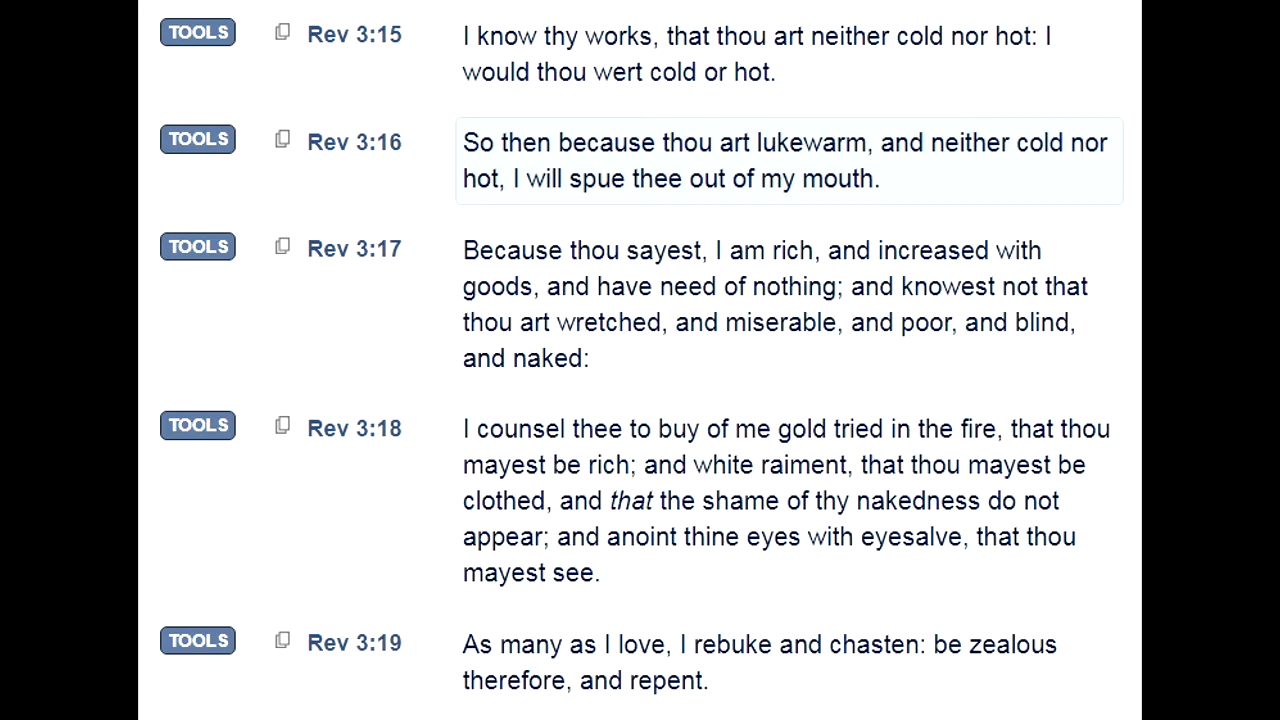 TOOLS Rev 3:15 I know thy works, that thou art neither cold nor hot: I
would thou wert cold or hot.
TOOLS Rev 3:16 So then because thou art lukewarm, and neither cold nor
hot, I will spue thee out of my mouth.
TOOLS Rev 3:17 Because thou sayest, I am rich, and increased with
goods, and have need of nothing; and knowest not that
thou art wretched, and miserable, and poor, and blind,
and naked:
TOOLS Rev 3:18 I counsel thee to buy of me gold tried in the fire, that thou
mayest be rich; and white raiment, that thou mayest be
clothed, and that the shame of thy nakedness do not
appear; and anoint thine eyes with eyesalve, that thou
mayest see.
TOOLS Rev 3:19 As many as I love, I rebuke and chasten: be zealous
therefore, and repent.